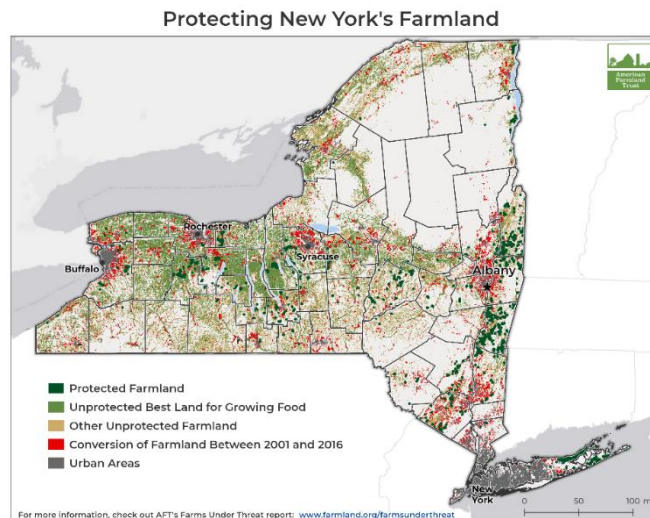 Protecting New York's Farmland
American
Farmland
Trust
Rochester
Buffalo
Syracuse
Albany
Protected Farmland
Unprotected Best Land for Growing Food
Other Unprotected Farmland
Conversion of Farmland Between 2001 and 2016
Urban Areas
New
York
0 50 100 m
For more information, check out AFT's Farms Under Threat report: www.farmland.org/farmsunderthreat